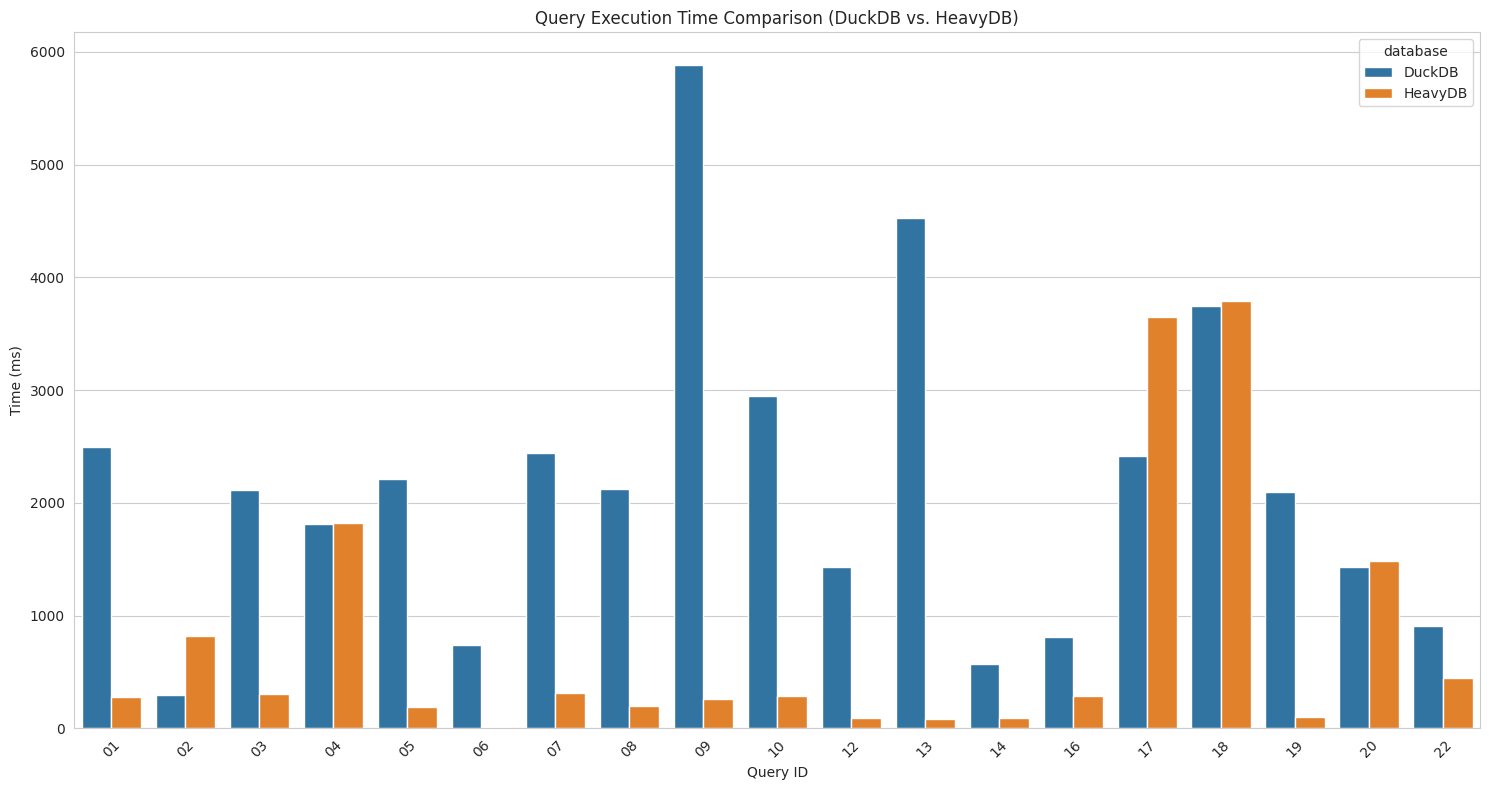 Query Execution Time Comparison (DuckDB vs. HeavyDB)
database
DuckDB
HeavyDB
Time (ms)
6000
5000
4000
3000
2000
1000
0
01 02 03 04 05 06 07 08 09 10 12 13 14 16 17 18 19 20 22
Query ID